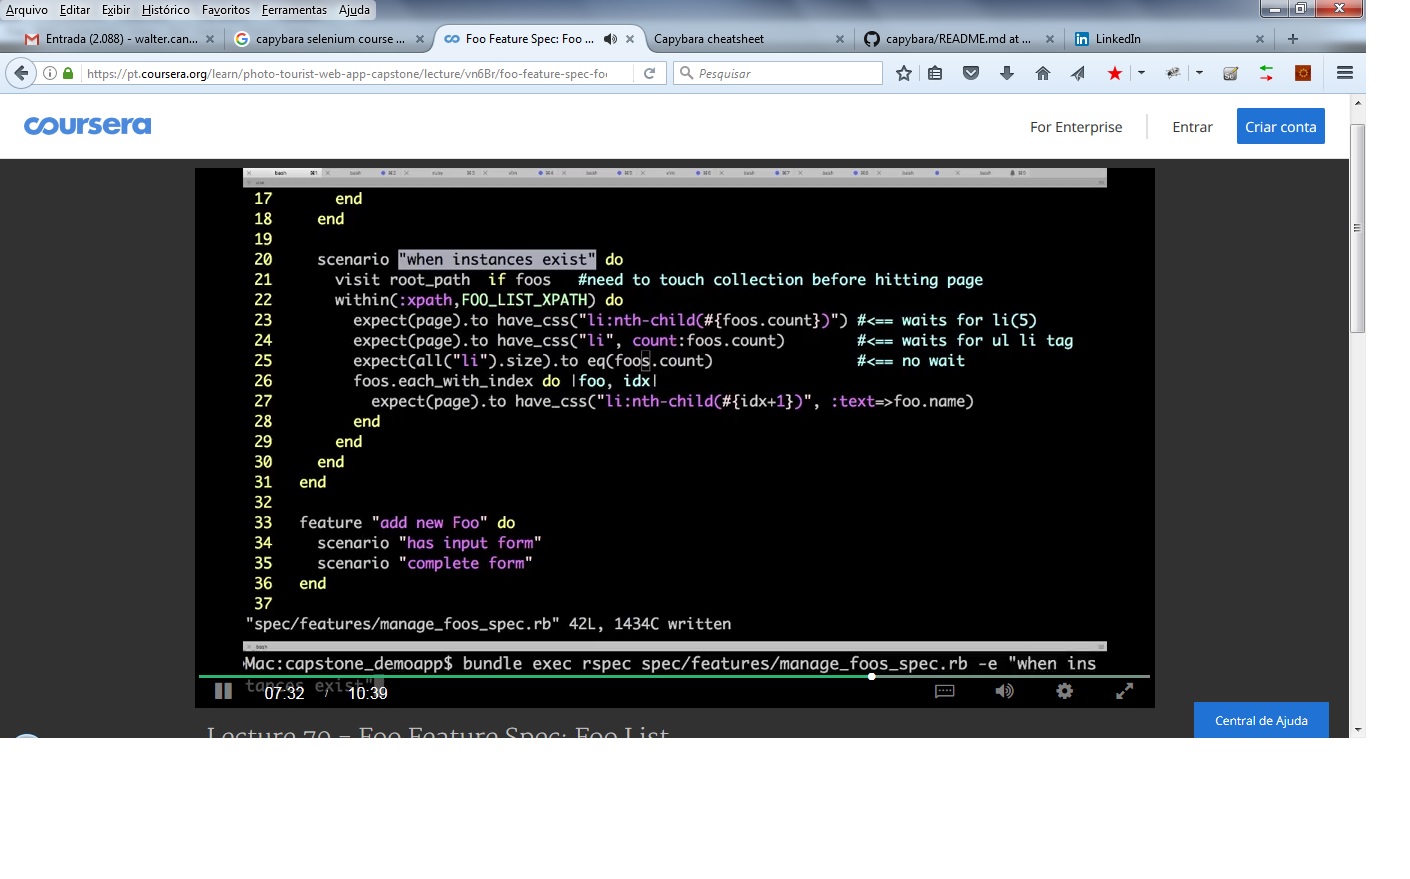 Arquivo Editar Exibir Histórico Favoritos Ferramentas Ajuda
Entrada (2.088) - walter.can... capybara selenium course ... Foo Feature Spec: Foo ... Capybara cheatsheet capybara/README.md at ... LinkedIn
https://pt.coursera.org/learn/photo-tourist-web-app-capstone/lecture/vn6Br/foo-feature-spec-fo Pesquisar
coursera For Enterprise Entrar Criar conta
bash bash bash bash bash bash
17 end
18 end
19
20 scenario "when instances exist" do
21 visit root_path if foos #need to touch collection before hitting page
22 within(:xpath,FOO_LIST_XPATH) do
23 expect(page).to have_css("li:nth-child(#{foos.count})") #<== waits for li(5)
24 expect(page).to have_css("li", count:foos.count) #<== waits for ul li tag
25 expect(all("li").size).to eq(foos.count) #<== no wait
26 foos.each_with_index do |foo, idx|
27 expect(page).to have_css("li:nth-child(#{idx+1})", :text=>foo.name)
28 end
29 end
30 end
31 end
32
33 feature "add new Foo" do
34 scenario "has input form"
35 scenario "complete form"
36 end
37
"spec/features/manage_foos_spec.rb" 42L, 1434C written
bash
Mac:capstone_demoapp$ bundle exec rspec spec/features/manage_foos_spec.rb -e "when ins
tances exist"
07:32 / 10:39
Central de Ajuda
Lecture 70 - Foo Feature Spec: Foo List